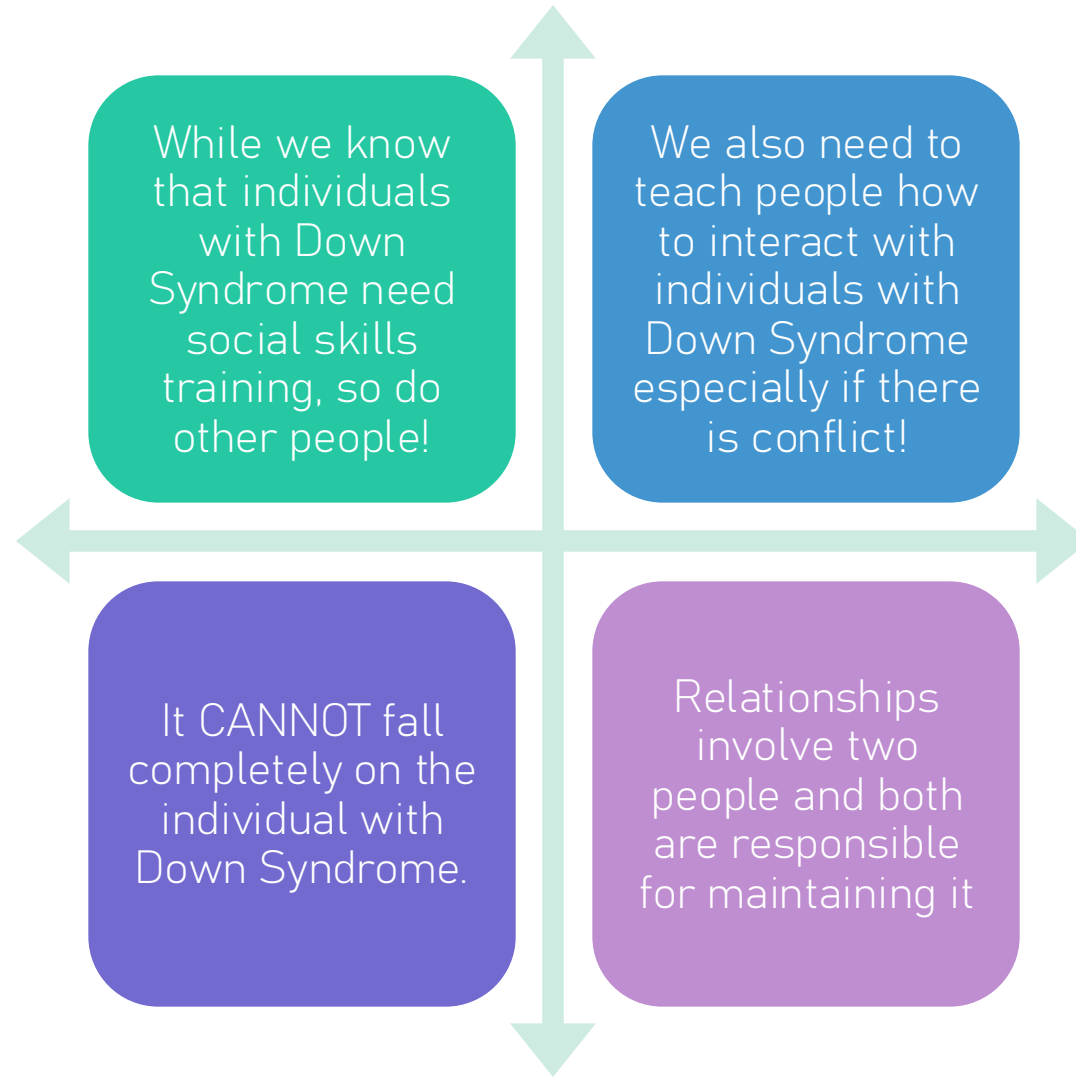 While we know
that individuals
with Down
Syndrome need
social skills
training, so do
other people!
We also need to
teach people how
to interact with
individuals with
Down Syndrome
especially if there
is conflict!
It CANNOT fall
completely on the
individual with
Down Syndrome.
Relationships
involve two
people and both
are responsible
for maintaining it